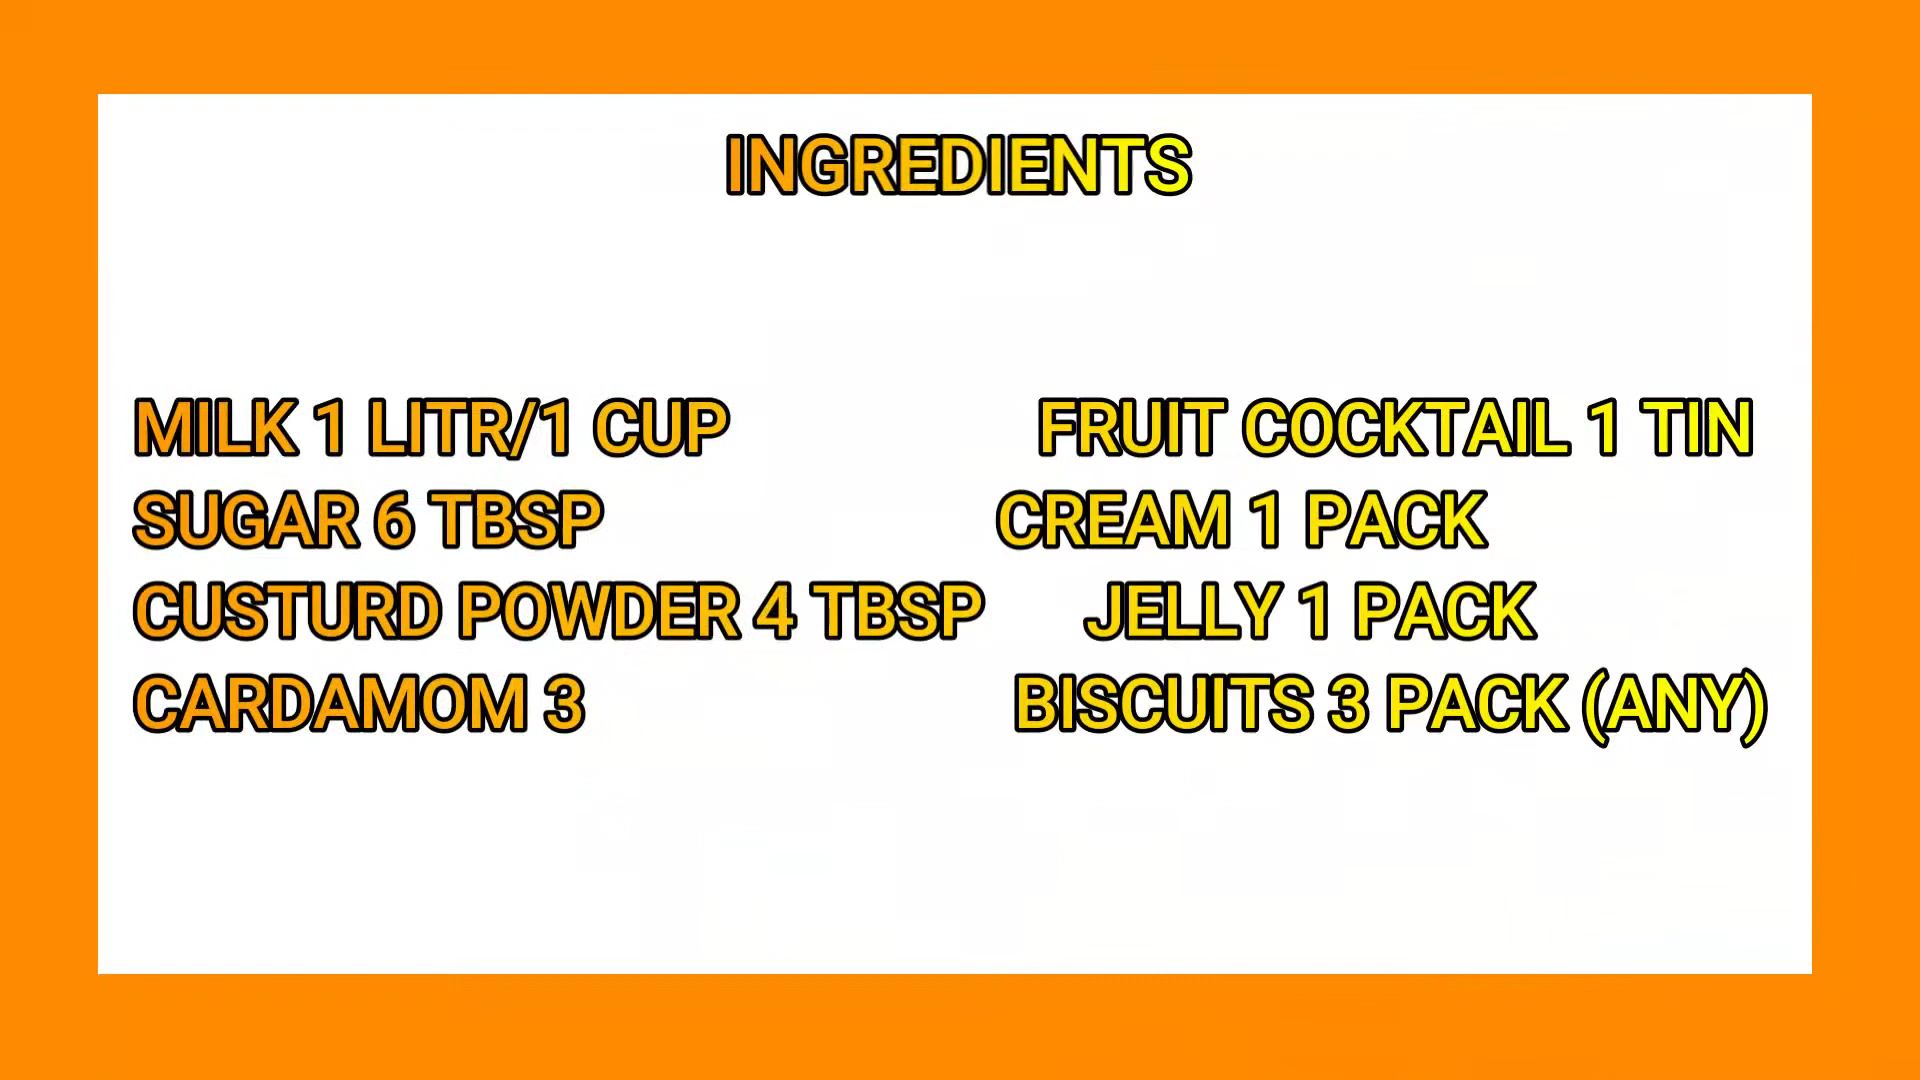 INGREDIENTS
MILK 1 LITR/1 CUP FRUIT COCKTAIL 1 TIN
SUGAR 6 TBSP CREAM 1 PACK
CUSTURD POWDER 4 TBSP JELLY 1 PACK
CARDAMOM 3 BISCUITS 3 PACK (ANY)